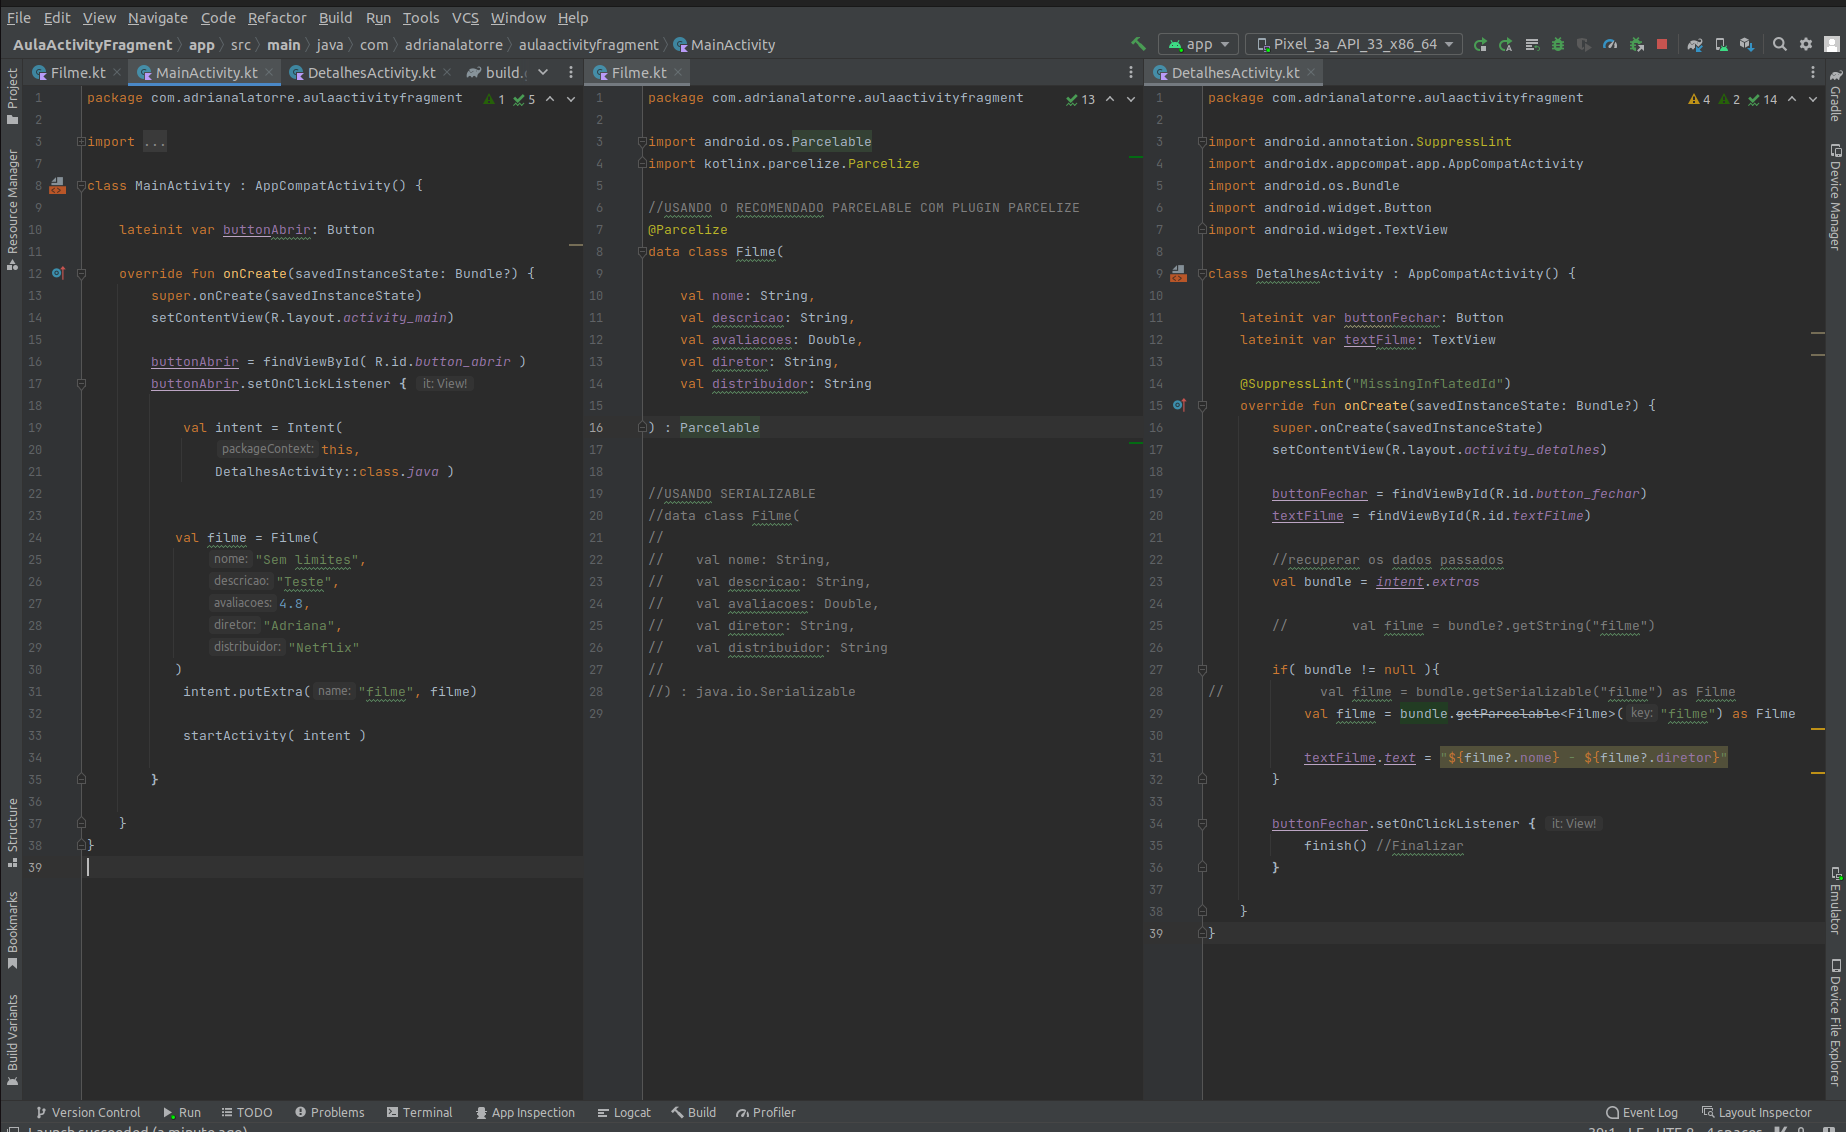 File Edit View Navigate Code Refactor Build Run Tools VCS Window Help
AulaActivityFragment app src main java com adrianalatorre aulaactivityfragment MainActivity
app Pixel_3a_API_33_x86_64
Project
Resource Manager
Structure
Bookmarks
Build Variants
Filme.kt MainActivity.kt DetalhesActivity.kt build.
1 package com.adrianalatorre.aulaactivityfragment 1 5
2
3 import ...
7
8 class MainActivity : AppCompatActivity() {
9
10 lateinit var buttonAbrir: Button
11
12 override fun onCreate(savedInstanceState: Bundle?) {
13 super.onCreate(savedInstanceState)
14 setContentView(R.layout.activity_main)
15
16 buttonAbrir = findViewById( R.id.button_abrir )
17 buttonAbrir.setOnClickListener { it: View!
18
19 val intent = Intent(
20 packageContext: this,
21 DetalhesActivity::class.java )
22
23
24 val filme = Filme(
25 nome: "Sem limites",
26 descricao: "Teste",
27 avaliacoes: 4.8,
28 diretor: "Adriana",
29 distribuidor: "Netflix"
30 )
31 intent.putExtra( name: "filme", filme)
32
33 startActivity( intent )
34
35 }
36
37 }
38 }
39
Filme.kt
1 package com.adrianalatorre.aulaactivityfragment 13
2
3 import android.os.Parcelable
4 import kotlinx.parcelize.Parcelize
5
6 //USANDO O RECOMENDADO PARCELABLE COM PLUGIN PARCELIZE
7 @Parcelize
8 data class Filme(
9
10 val nome: String,
11 val descricao: String,
12 val avaliacoes: Double,
13 val diretor: String,
14 val distribuidor: String
15
16 ) : Parcelable
17
18
19 //USANDO SERIALIZABLE
20 //data class Filme(
21 //
22 // val nome: String,
23 // val descricao: String,
24 // val avaliacoes: Double,
25 // val diretor: String,
26 // val distribuidor: String
27 //
28 //) : java.io.Serializable
29
DetalhesActivity.kt
1 package com.adrianalatorre.aulaactivityfragment 4 2 14
2
3 import android.annotation.SuppressLint
4 import androidx.appcompat.app.AppCompatActivity
5 import android.os.Bundle
6 import android.widget.Button
7 import android.widget.TextView
8
9 class DetalhesActivity : AppCompatActivity() {
10
11 lateinit var buttonFechar: Button
12 lateinit var textFilme: TextView
13
14 @SuppressLint("MissingInflatedId")
15 override fun onCreate(savedInstanceState: Bundle?) {
16 super.onCreate(savedInstanceState)
17 setContentView(R.layout.activity_detalhes)
18
19 buttonFechar = findViewById(R.id.button_fechar)
20 textFilme = findViewById(R.id.textFilme)
21
22 //recuperar os dados passados
23 val bundle = intent.extras
24
25 // val filme = bundle?.getString("filme")
26
27 if( bundle != null ){
28 // val filme = bundle.getSerializable("filme") as Filme
29 val filme = bundle.getParcelable<Filme>( key: "filme") as Filme
30
31 textFilme.text = "${filme?.nome} - ${filme?.diretor}"
32 }
33
34 buttonFechar.setOnClickListener { it: View!
35 finish() //Finalizar
36 }
37
38 }
39 }
Gradle
Device Manager
Emulator
Device File Explorer
Version Control Run TODO Problems Terminal App Inspection Logcat Build Profiler Event Log Layout Inspector
Launch succeeded (a minute ago) 39:1 LF UTF-8 4 spaces